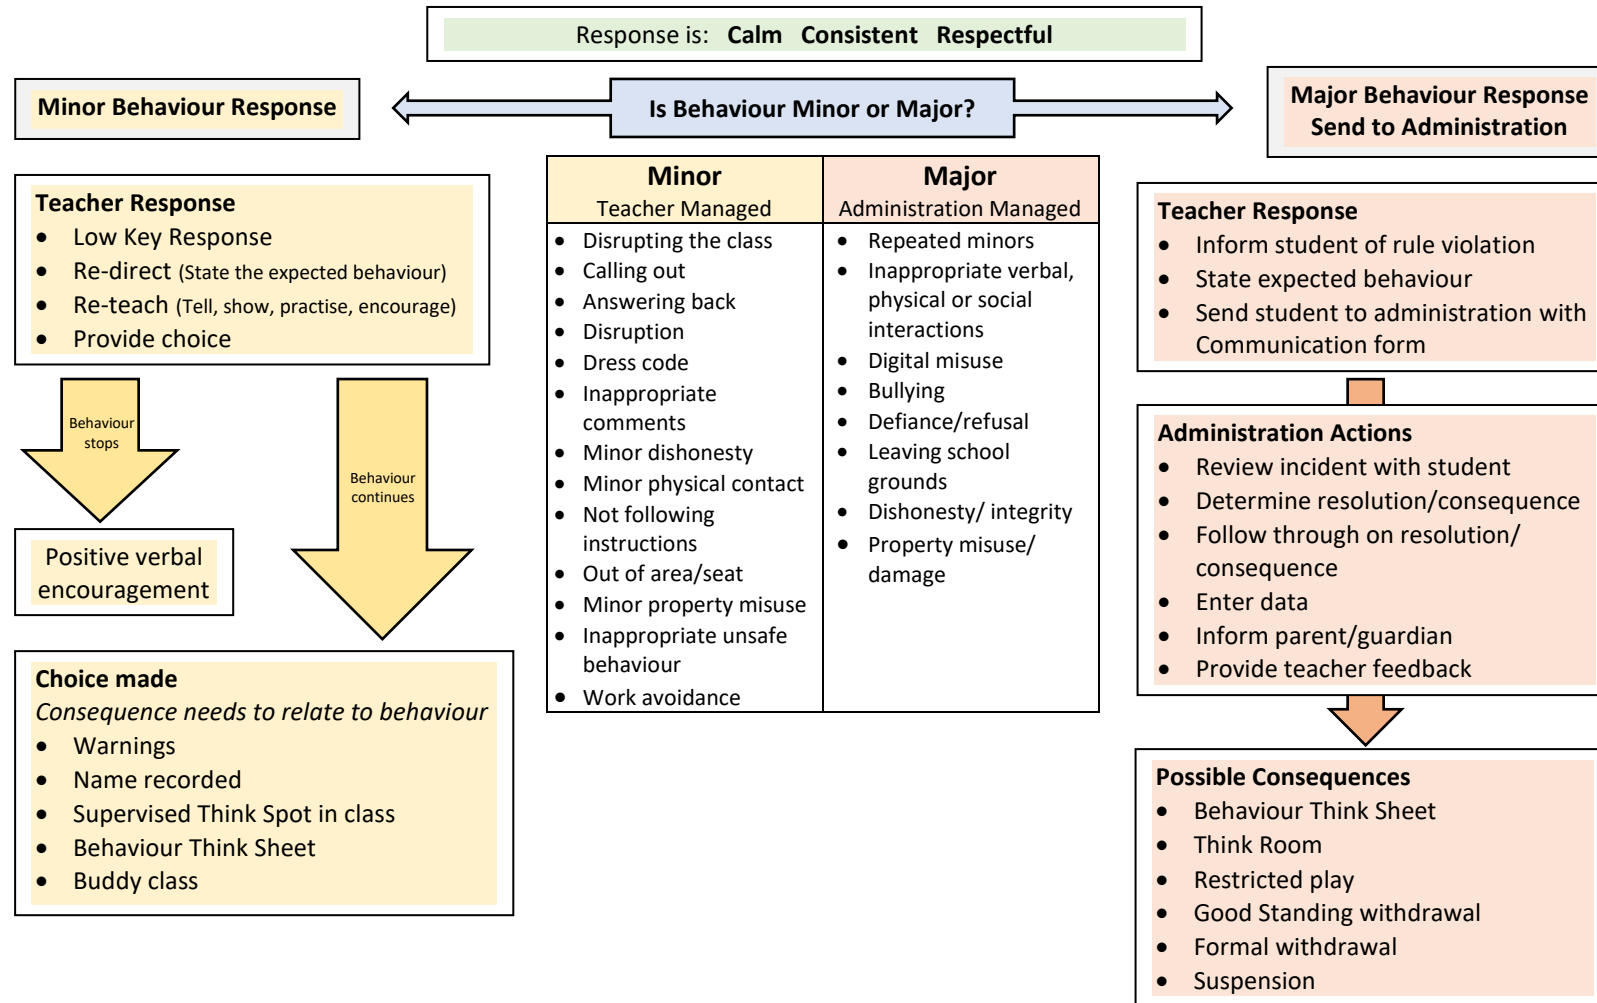 Response is: Calm Consistent Respectful
Minor Behaviour Response
Is Behaviour Minor or Major?
Major Behaviour Response
Send to Administration
Teacher Response
• Low Key Response
• Re-direct (State the expected behaviour)
• Re-teach (Tell, show, practise, encourage)
• Provide choice
Behaviour
stops
Behaviour
continues
Positive verbal
encouragement
Choice made
Consequence needs to relate to behaviour
• Warnings
• Name recorded
• Supervised Think Spot in class
• Behaviour Think Sheet
• Buddy class
Minor
Teacher Managed
• Disrupting the class
• Calling out
• Answering back
• Disruption
• Dress code
• Inappropriate
comments
• Minor dishonesty
• Minor physical contact
• Not following
instructions
• Out of area/seat
• Minor property misuse
• Inappropriate unsafe
behaviour
• Work avoidance
Major
Administration Managed
• Repeated minors
• Inappropriate verbal,
physical or social
interactions
• Digital misuse
• Bullying
• Defiance/refusal
• Leaving school
grounds
• Dishonesty/ integrity
• Property misuse/
damage
Teacher Response
• Inform student of rule violation
• State expected behaviour
• Send student to administration with
Communication form
Administration Actions
• Review incident with student
• Determine resolution/consequence
• Follow through on resolution/
consequence
• Enter data
• Inform parent/guardian
• Provide teacher feedback
Possible Consequences
• Behaviour Think Sheet
• Think Room
• Restricted play
• Good Standing withdrawal
• Formal withdrawal
• Suspension